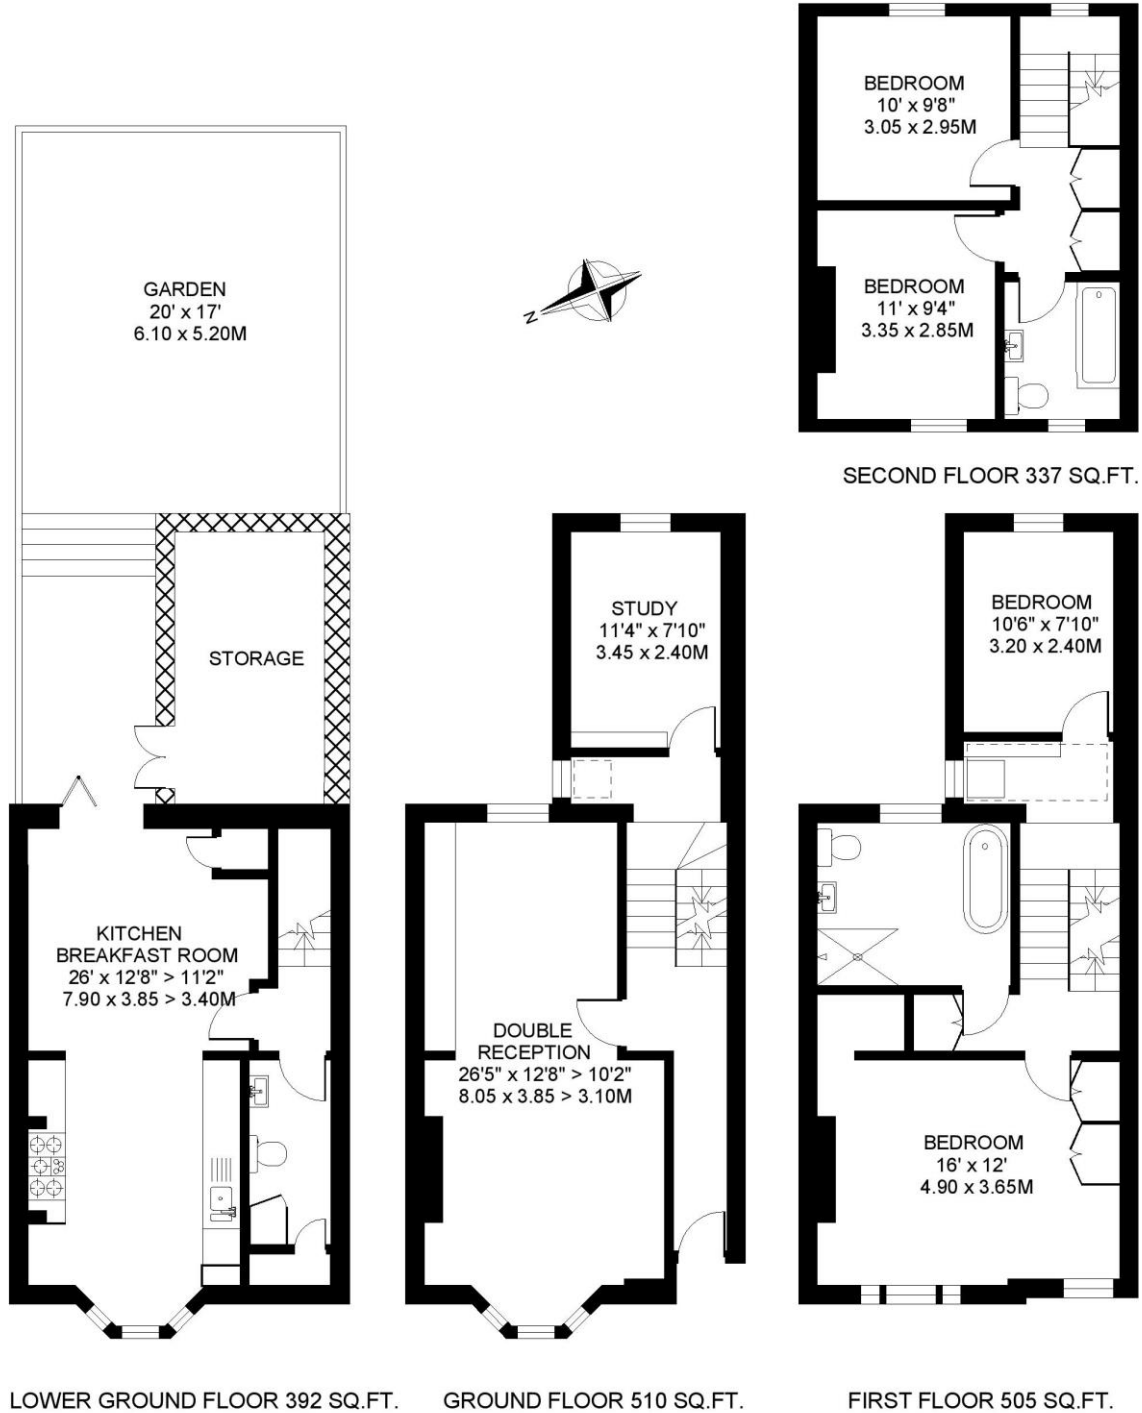 BEDROOM
10' x 9'8"
3.05 x 2.95M
BEDROOM
11' x 9'4"
3.35 x 2.85M
SECOND FLOOR 337 SQ.FT.
GARDEN
20' x 17'
6.10 x 5.20M
N
STORAGE
KITCHEN
BREAKFAST ROOM
26' x 12'8" > 11'2"
7.90 x 3.85 > 3.40M
LOWER GROUND FLOOR 392 SQ.FT.
STUDY
11'4" x 7'10"
3.45 x 2.40M
DOUBLE
RECEPTION
26'5" x 12'8" > 10'2"
8.05 x 3.85 > 3.10M
GROUND FLOOR 510 SQ.FT.
BEDROOM
10'6" x 7'10"
3.20 x 2.40M
BEDROOM
16' x 12'
4.90 x 3.65M
FIRST FLOOR 505 SQ.FT.